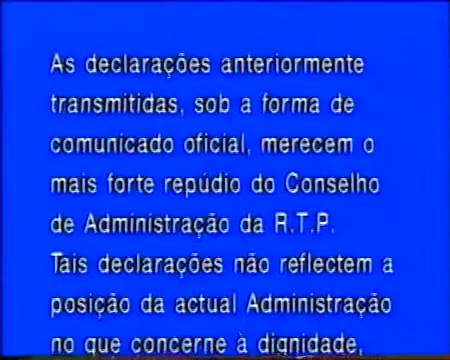 As declarações anteriormente
transmitidas, sob a forma de
comunicado oficial, merecem o
mais forte repúdio do Conselho
de Administração da R.T.P.
Tais declarações não reflectem a
posição da actual Administração
no que concerne à dignidade,